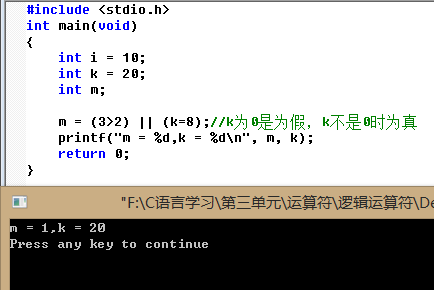 #include <stdio.h>
int main(void)
{
    int i = 10;
    int k = 20;
    int m;

    m = (3>2) || (k=8);//k为0是为假，k不是0时为真
    printf("m = %d,k = %d\n", m, k);
    return 0;
}
"F:\C语言学习\第三单元\运算符\逻辑运算符\De
m = 1,k = 20
Press any key to continue